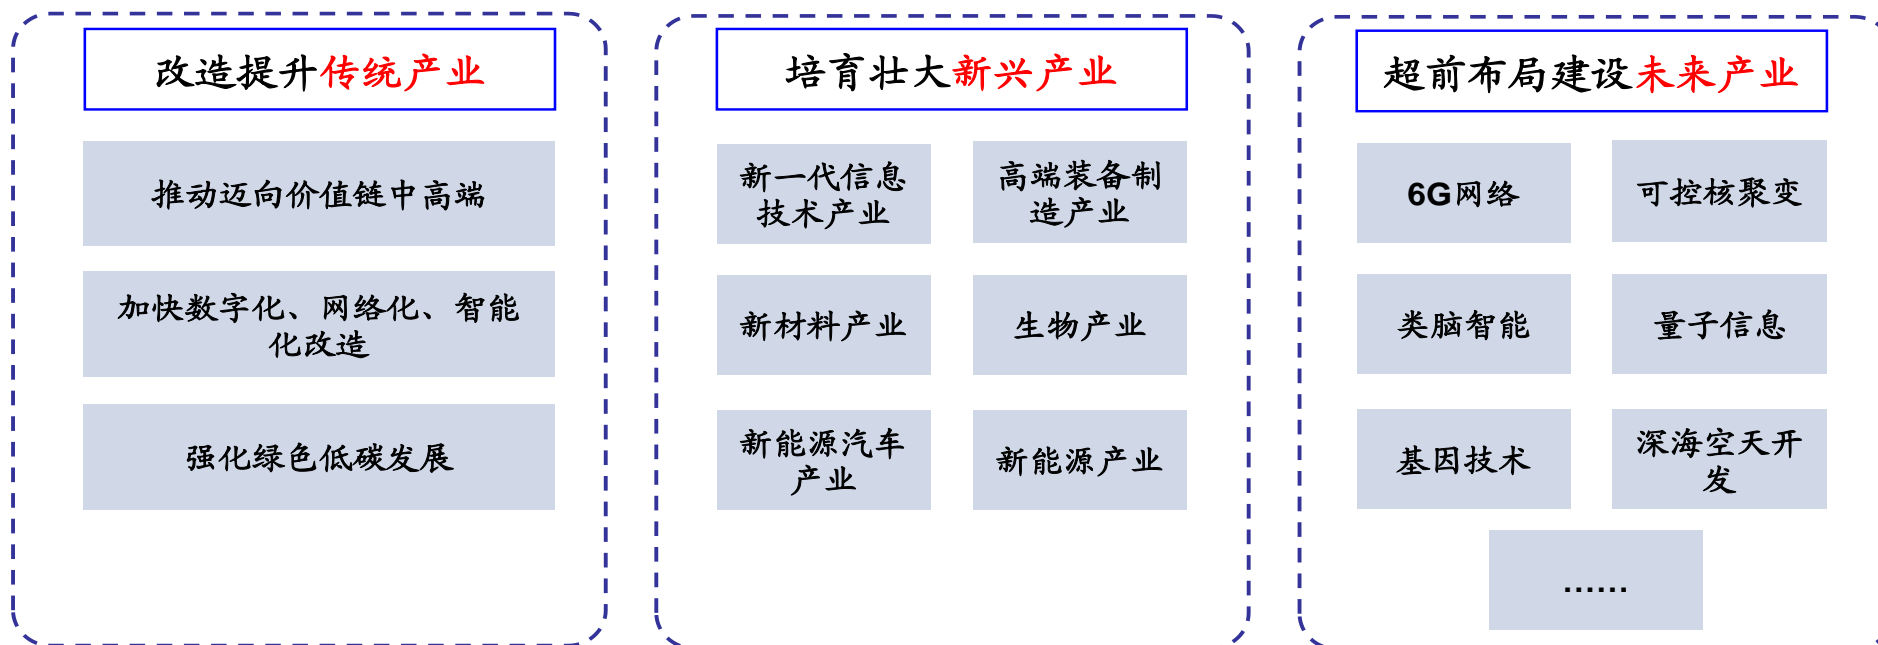 改造提升传统产业
推动迈向价值链中高端
加快数字化、网络化、智能
化改造
强化绿色低碳发展
培育壮大新兴产业
新一代信息
技术产业
高端装备制
造产业
新材料产业
生物产业
新能源汽车
产业
新能源产业
超前布局建设未来产业
6G网络
可控核聚变
类脑智能
量子信息
基因技术
深海空天开
发
……